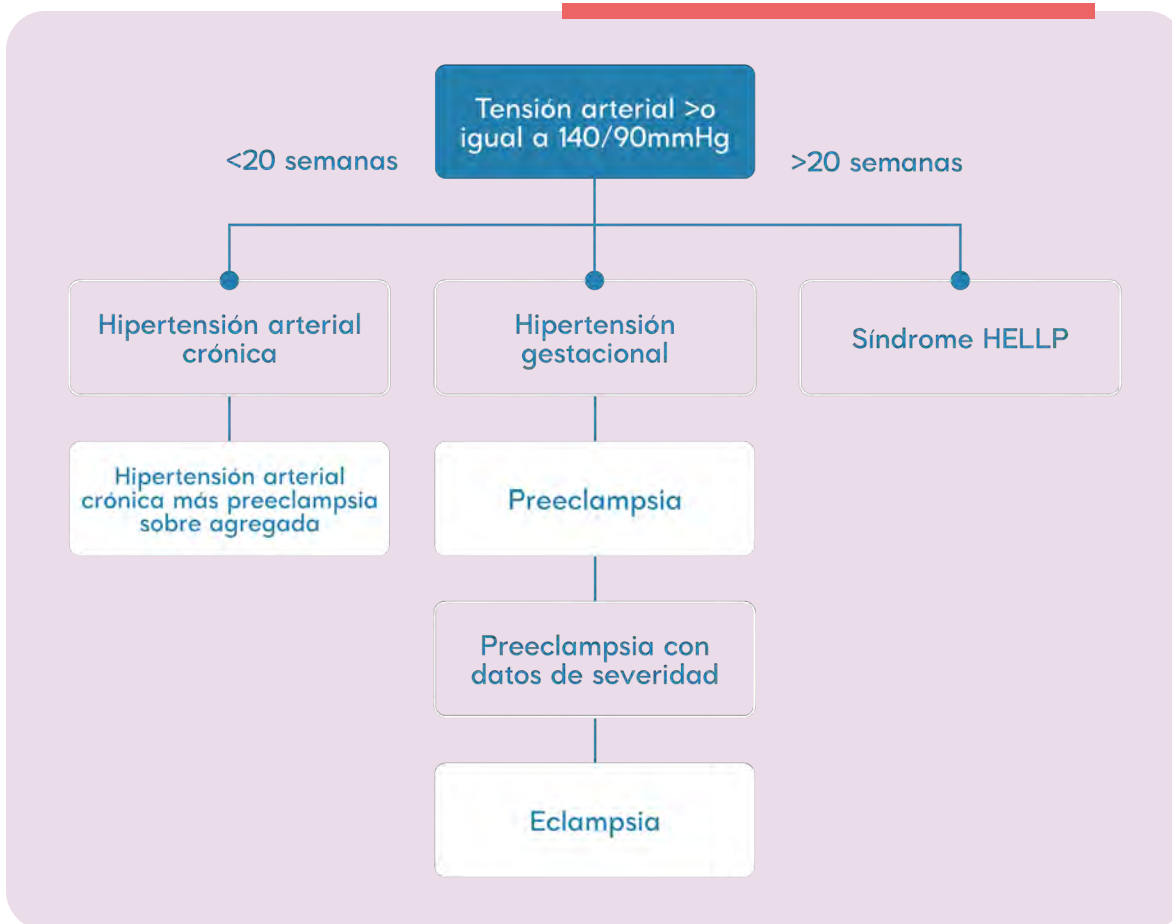 Tensión arterial >o
igual a 140/90mmHg
<20 semanas
>20 semanas
Hipertensión arterial
crónica
Hipertensión
gestacional
Síndrome HELLP
Hipertensión arterial
crónica más preeclampsia
sobre agregada
Preeclampsia
Preeclampsia con
datos de severidad
Eclampsia